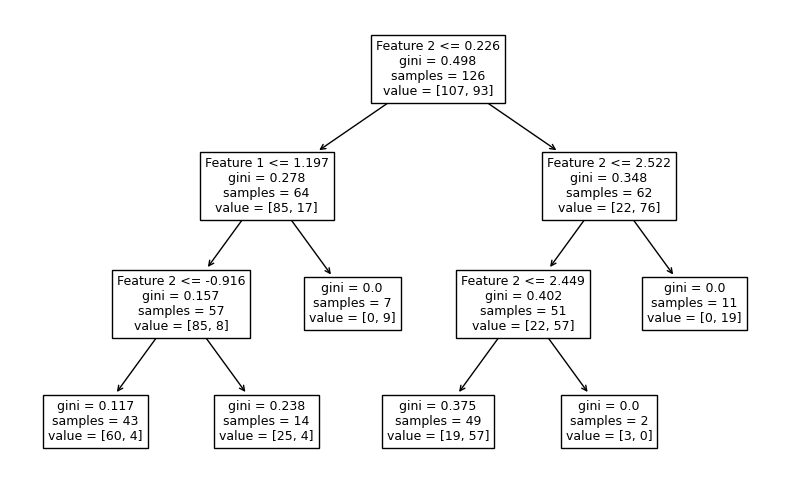 Feature 2 <= 0.226
gini = 0.498
samples = 126
value = [107, 93]
Feature 1 <= 1.197
gini = 0.278
samples = 64
value = [85, 17]
Feature 2 <= 2.522
gini = 0.348
samples = 62
value = [22, 76]
Feature 2 <= -0.916
gini = 0.157
samples = 57
value = [85, 8]
gini = 0.0
samples = 7
value = [0, 9]
Feature 2 <= 2.449
gini = 0.402
samples = 51
value = [22, 57]
gini = 0.0
samples = 11
value = [0, 19]
gini = 0.117
samples = 43
value = [60, 4]
gini = 0.238
samples = 14
value = [25, 4]
gini = 0.375
samples = 49
value = [19, 57]
gini = 0.0
samples = 2
value = [3, 0]